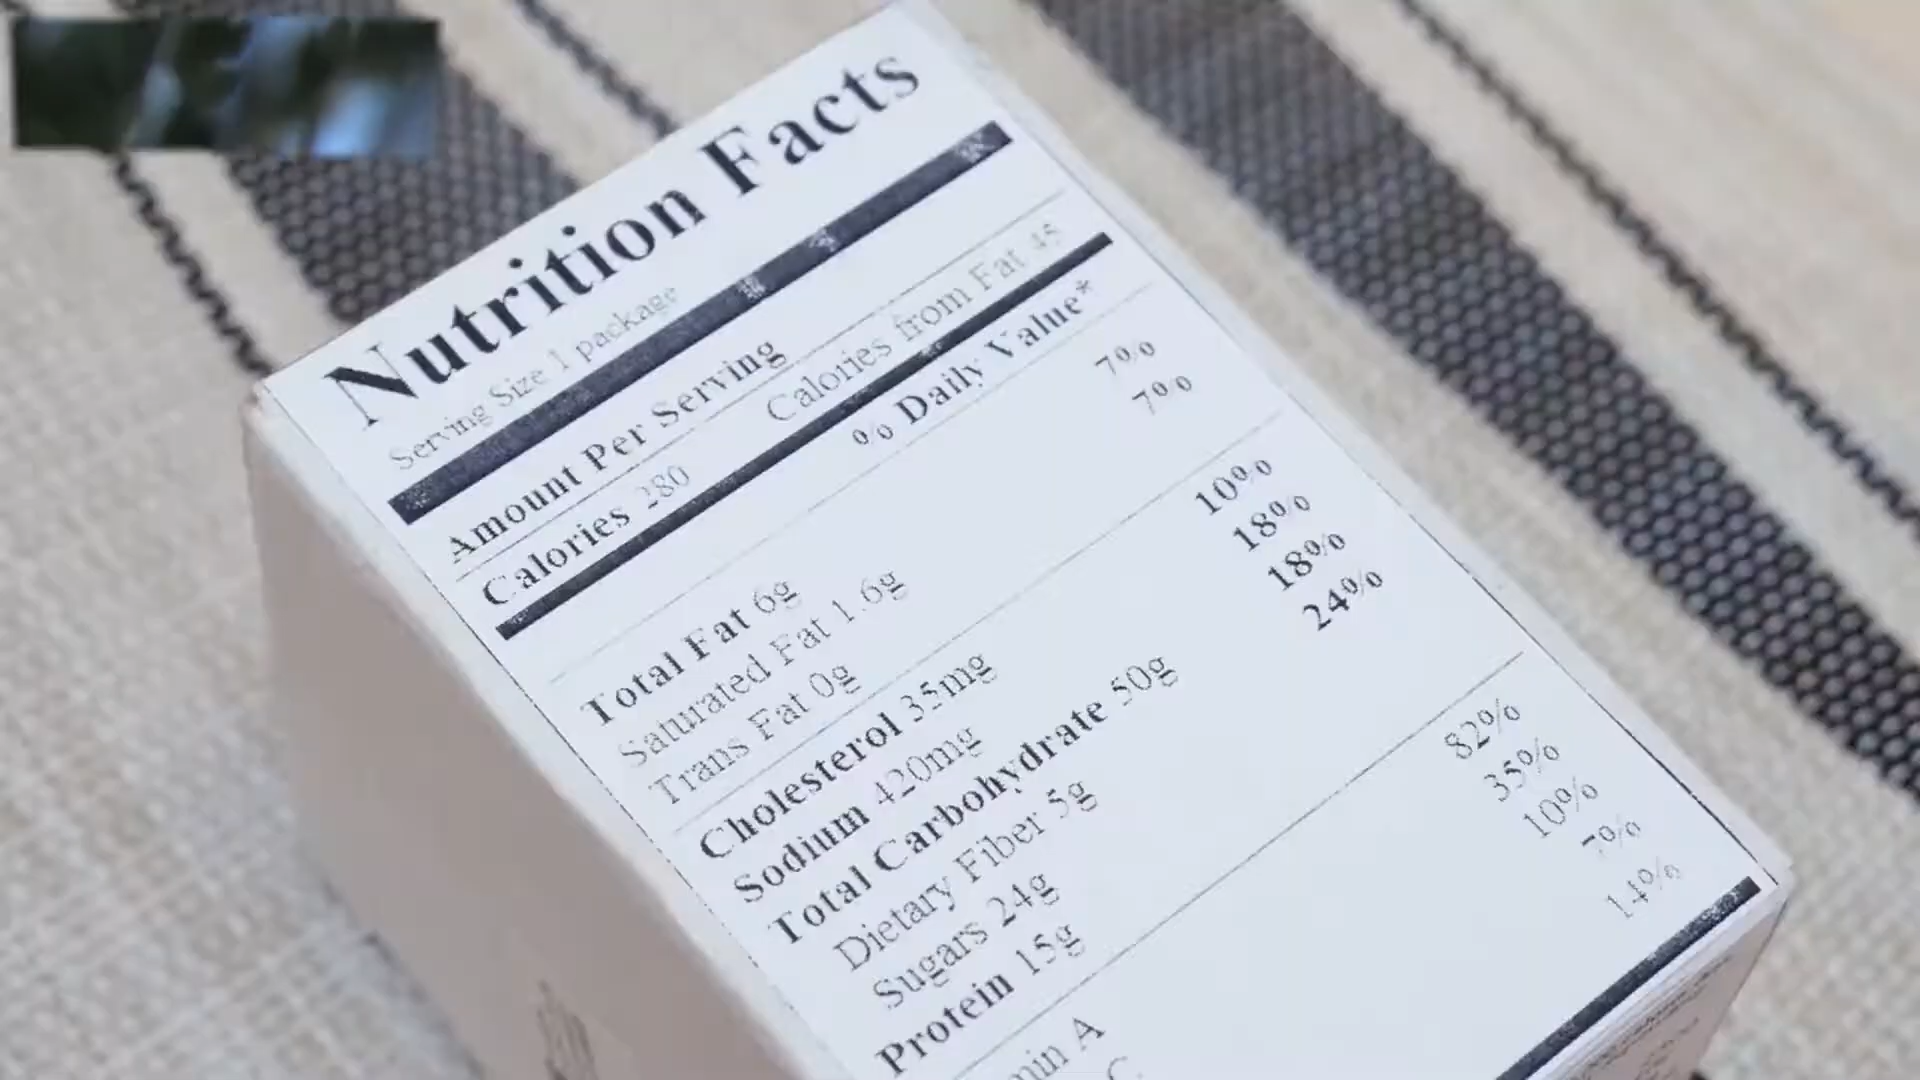 Nutrition Facts
Serving Size 1 package
Amount Per Serving
Calories 280 Calories from Fat 45
% Daily Value*
Total Fat 6g 7%
Saturated Fat 1.6g 7%
Trans Fat 0g
Cholesterol 35mg 10%
Sodium 420mg 18%
Total Carbohydrate 50g 18%
Dietary Fiber 5g 24%
Sugars 24g
Protein 15g
82%
A 35%
C 10%
7%
14%